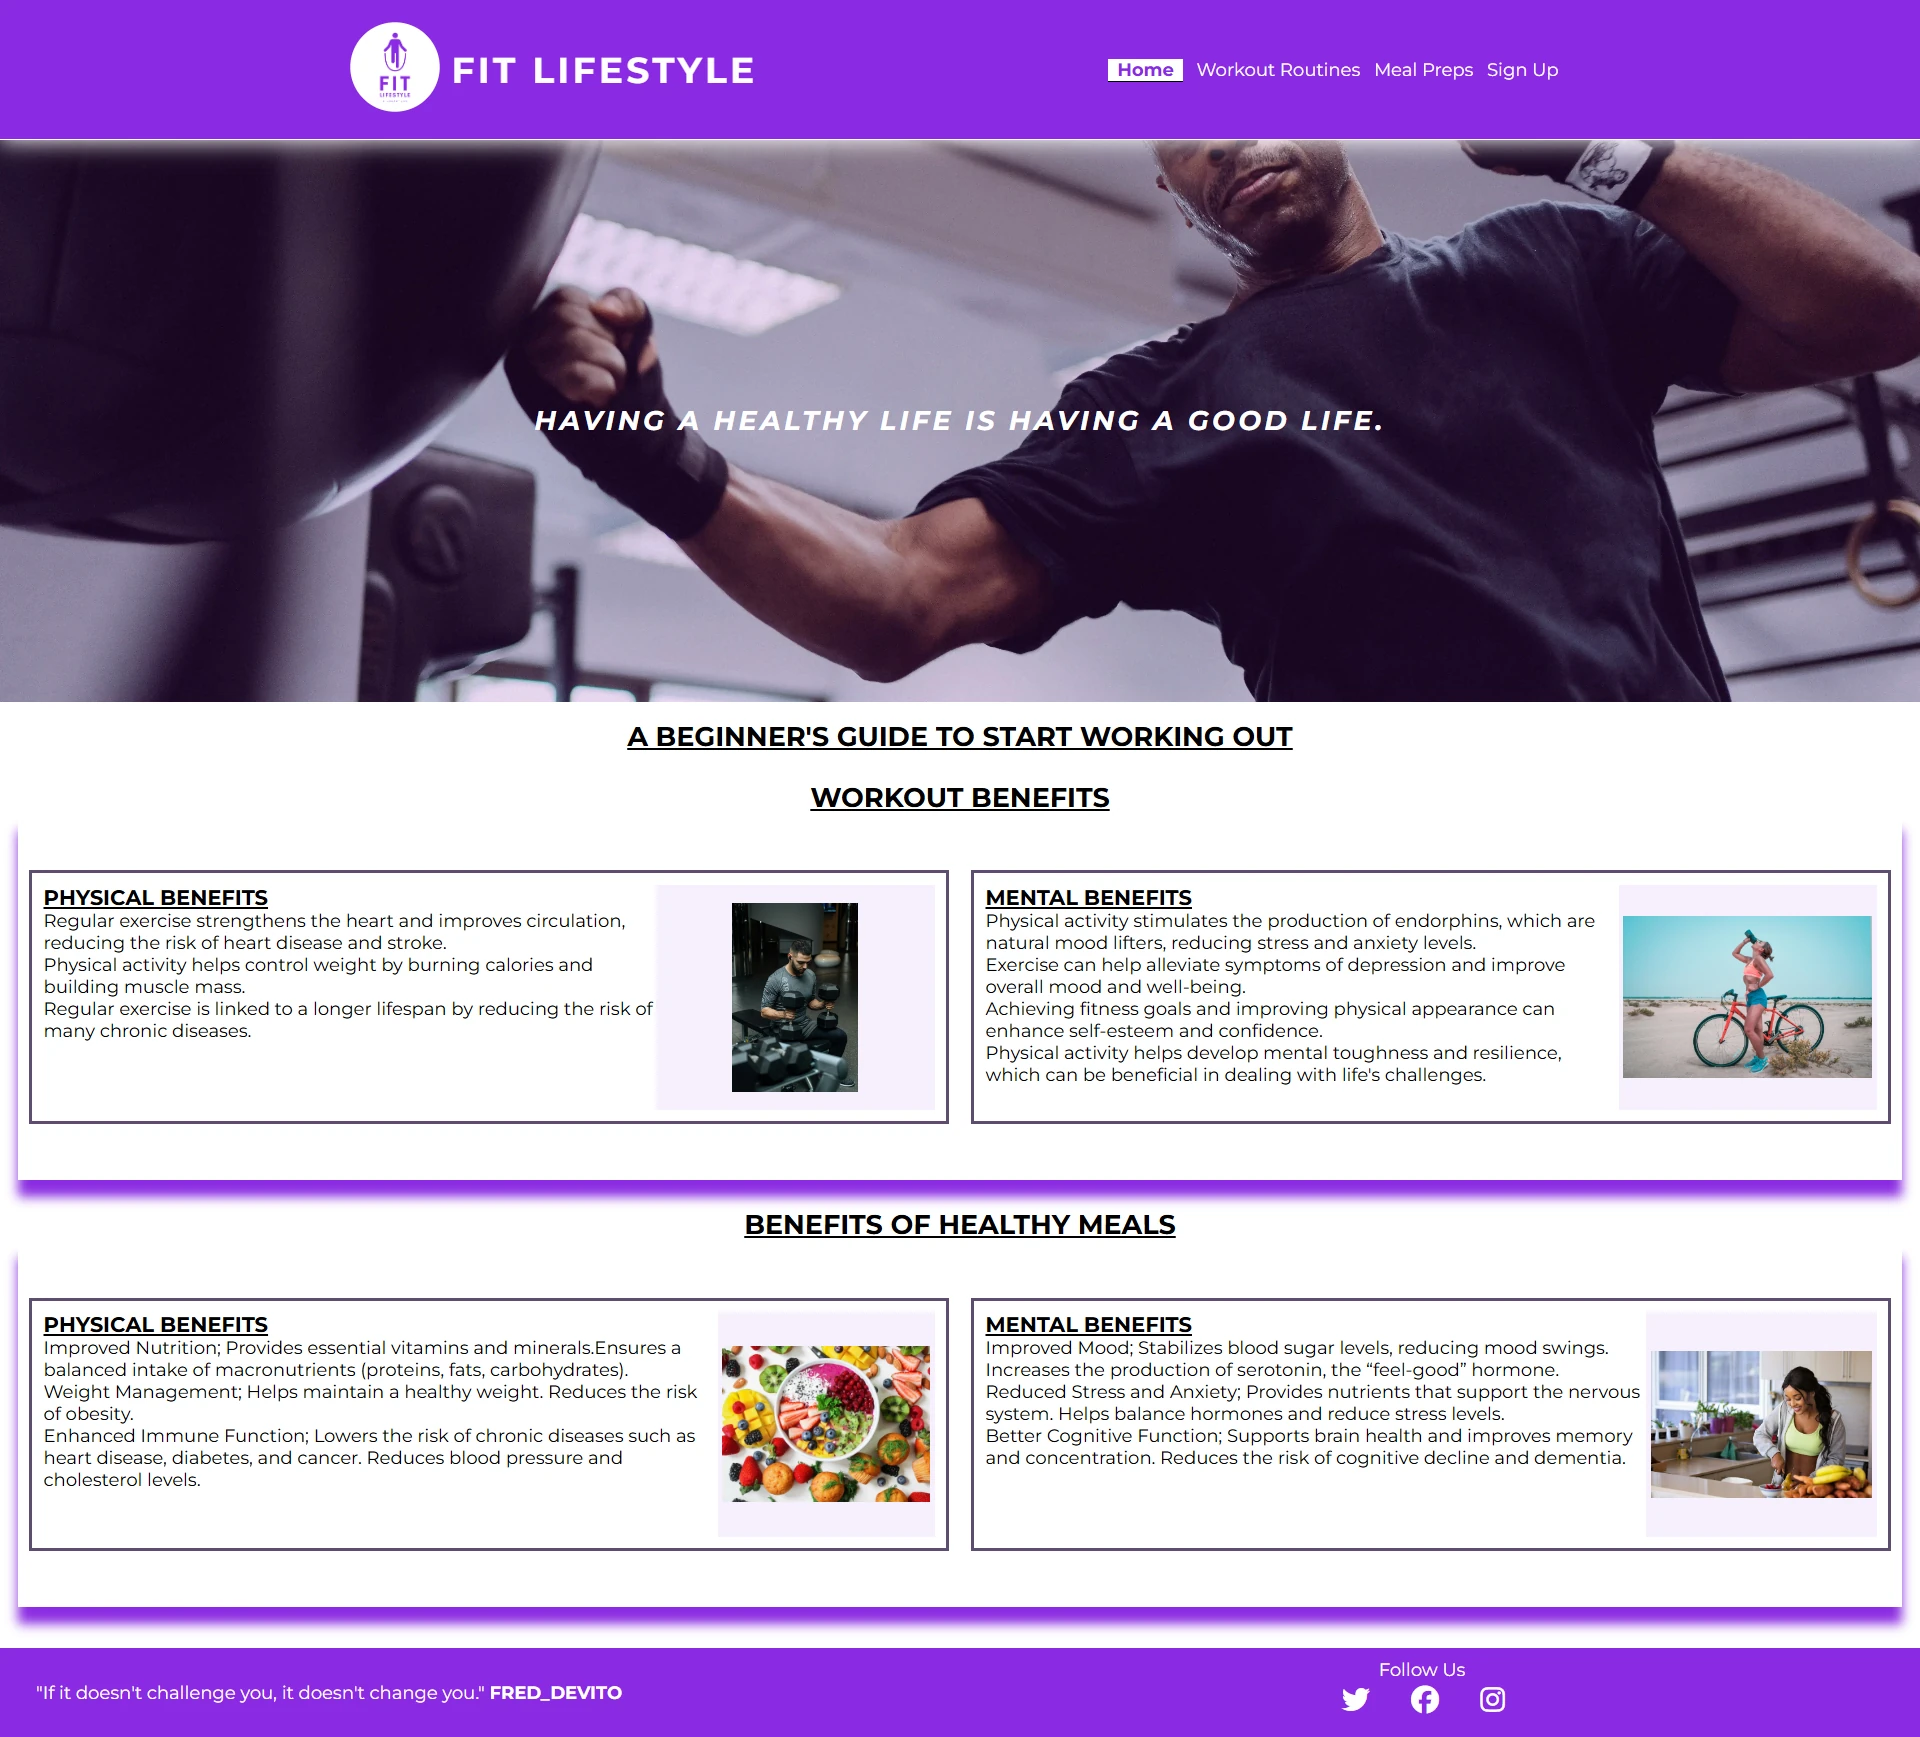 FIT
LIFESTYLE
FIT LIFESTYLE
Home Workout Routines Meal Preps Sign Up
HAVING A HEALTHY LIFE IS HAVING A GOOD LIFE.
A BEGINNER'S GUIDE TO START WORKING OUT
WORKOUT BENEFITS
PHYSICAL BENEFITS
Regular exercise strengthens the heart and improves circulation,
reducing the risk of heart disease and stroke.
Physical activity helps control weight by burning calories and
building muscle mass.
Regular exercise is linked to a longer lifespan by reducing the risk of
many chronic diseases.
MENTAL BENEFITS
Physical activity stimulates the production of endorphins, which are
natural mood lifters, reducing stress and anxiety levels.
Exercise can help alleviate symptoms of depression and improve
overall mood and well-being.
Achieving fitness goals and improving physical appearance can
enhance self-esteem and confidence.
Physical activity helps develop mental toughness and resilience,
which can be beneficial in dealing with life's challenges.
BENEFITS OF HEALTHY MEALS
PHYSICAL BENEFITS
Improved Nutrition; Provides essential vitamins and minerals.Ensures a
balanced intake of macronutrients (proteins, fats, carbohydrates).
Weight Management; Helps maintain a healthy weight. Reduces the risk
of obesity.
Enhanced Immune Function; Lowers the risk of chronic diseases such as
heart disease, diabetes, and cancer. Reduces blood pressure and
cholesterol levels.
MENTAL BENEFITS
Improved Mood; Stabilizes blood sugar levels, reducing mood swings.
Increases the production of serotonin, the “feel-good” hormone.
Reduced Stress and Anxiety; Provides nutrients that support the nervous
system. Helps balance hormones and reduce stress levels.
Better Cognitive Function; Supports brain health and improves memory
and concentration. Reduces the risk of cognitive decline and dementia.
"If it doesn't challenge you, it doesn't change you." FRED_DEVITO
Follow Us